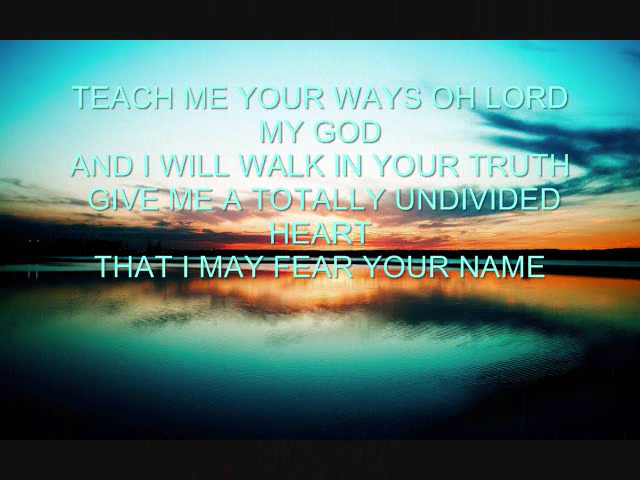 TEACH ME YOUR WAYS OH LORD
MY GOD
AND I WILL WALK IN YOUR TRUTH
GIVE ME A TOTALLY UNDIVIDED
HEART
THAT I MAY FEAR YOUR NAME